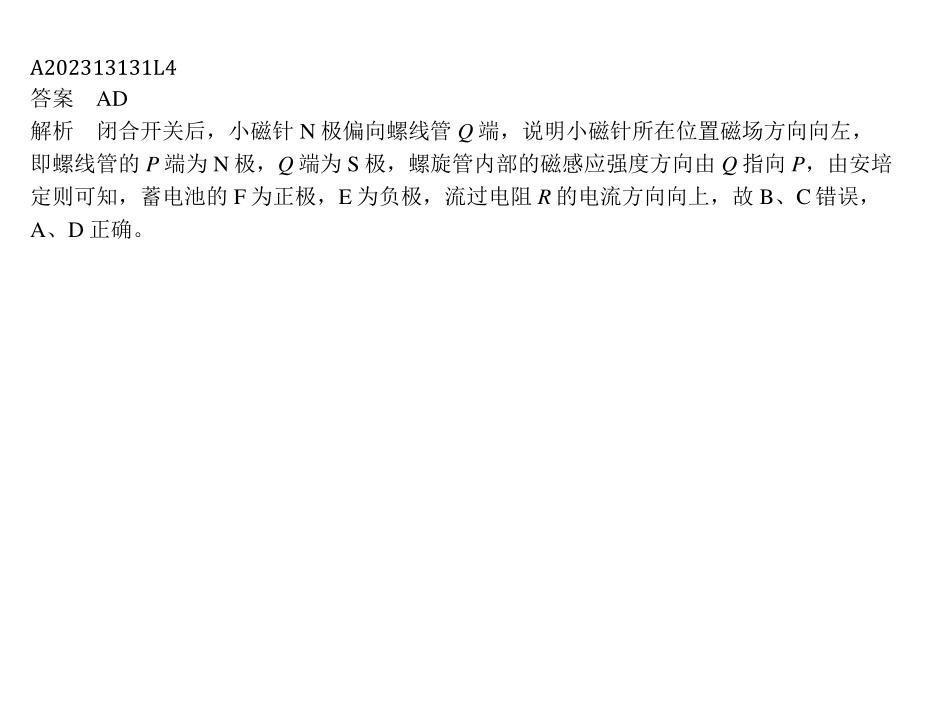 A202313131L4
答案　AD
解析　闭合开关后，小磁针 N 极偏向螺线管 Q 端，说明小磁针所在位置磁场方向向左，
即螺线管的 P 端为 N 极，Q 端为 S 极，螺旋管内部的磁感应强度方向由 Q 指向 P，由安培
定则可知，蓄电池的 F 为正极，E 为负极，流过电阻 R 的电流方向向上，故 B、C 错误，
A、D 正确。